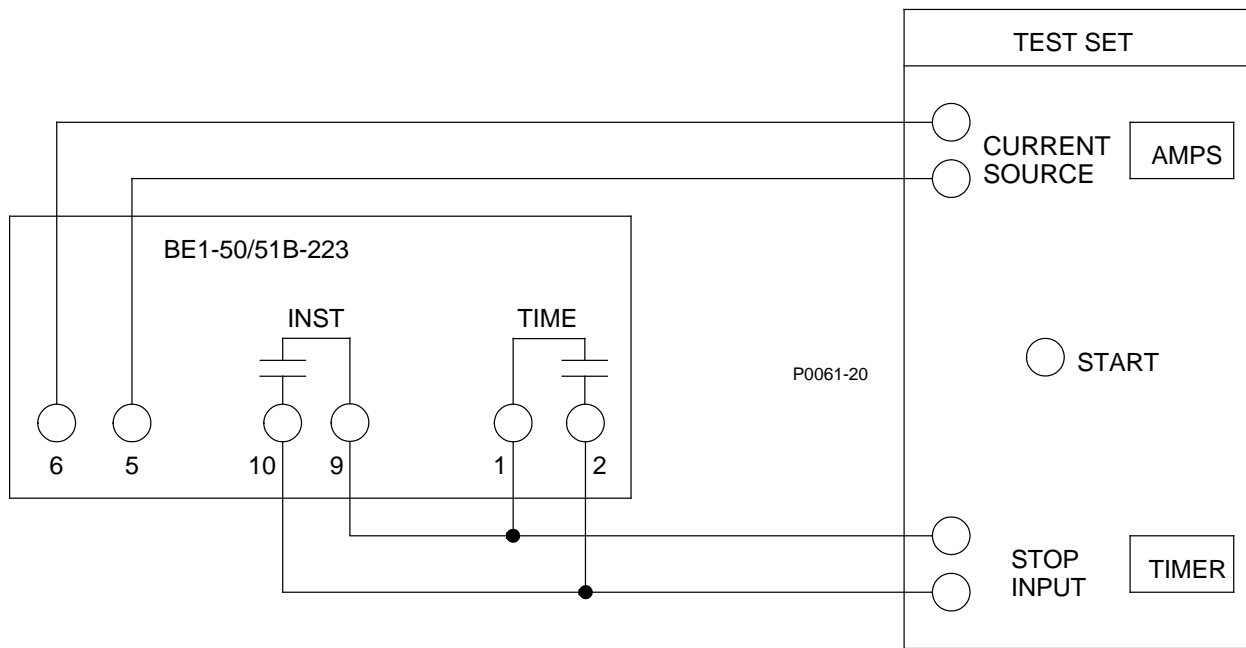 TEST SET
CURRENT
SOURCE
AMPS
BE1-50/51B-223
INST
TIME
P0061-20
START
6
5
10
9
1
2
STOP
INPUT
TIMER